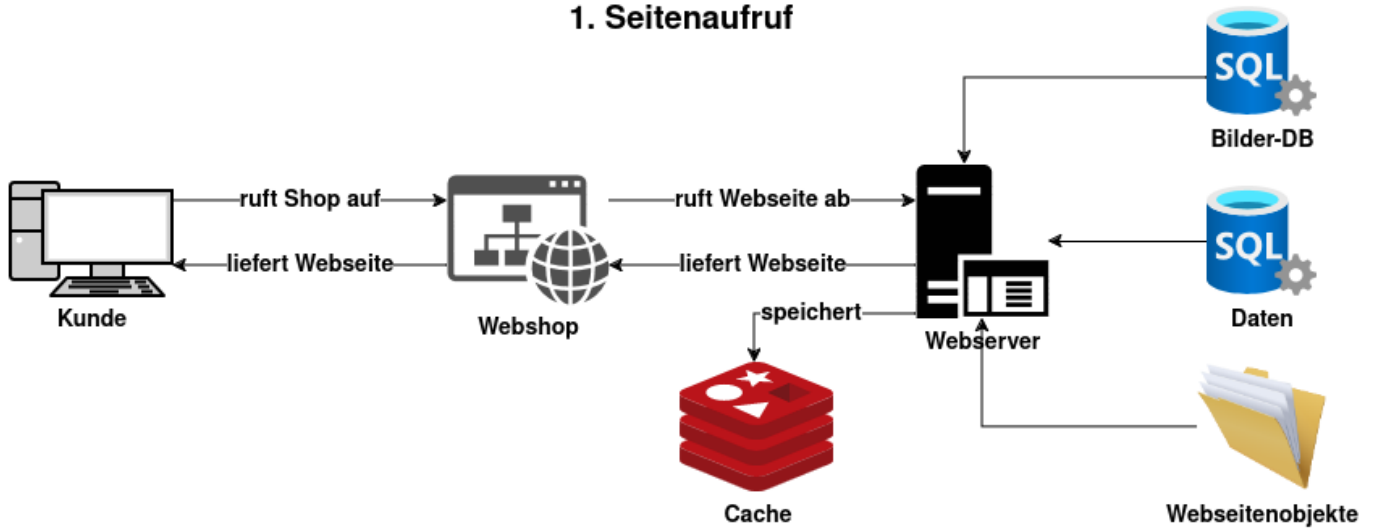 1. Seitenaufruf
SQL
Bilder-DB
ruft Shop auf
ruft Webseite ab
SQL
liefert Webseite
liefert Webseite
speichert
Kunde
Webshop
Webserver
Daten
Cache
Webseitenobjekte